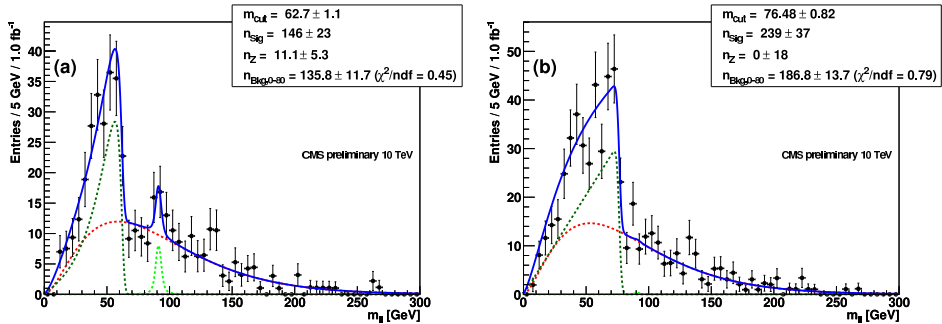 m_cut = 62.7 ± 1.1
n_Sig = 146 ± 23
n_Z = 11.1 ± 5.3
n_Bkg,0-80 = 135.8 ± 11.7 (χ²/ndf = 0.45)
(a)
CMS preliminary 10 TeV
Entries / 5 GeV / 1.0 fb⁻¹
40
35
30
25
20
15
10
5
0
0 50 100 150 200 250 300
m_ll [GeV]
m_cut = 76.48 ± 0.82
n_Sig = 239 ± 37
n_Z = 0 ± 18
n_Bkg,0-80 = 186.8 ± 13.7 (χ²/ndf = 0.79)
(b)
CMS preliminary 10 TeV
Entries / 5 GeV / 1.0 fb⁻¹
50
40
30
20
10
0
0 50 100 150 200 250 300
m_ll [GeV]